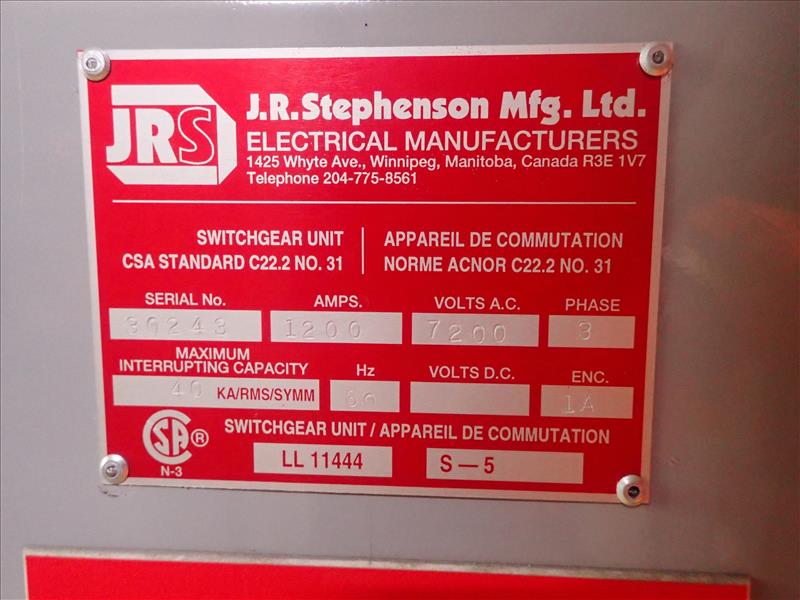 JRS
J.R.Stephenson Mfg. Ltd.
ELECTRICAL MANUFACTURERS
1425 Whyte Ave., Winnipeg, Manitoba, Canada R3E 1V7
Telephone 204-775-8561
SWITCHGEAR UNIT
CSA STANDARD C22.2 NO. 31
APPAREIL DE COMMUTATION
NORME ACNOR C22.2 NO. 31
SERIAL No. AMPS. VOLTS A.C. PHASE
30243 1200 7200 3
MAXIMUM
INTERRUPTING CAPACITY Hz VOLTS D.C. ENC.
40 KA/RMS/SYMM 60 1A
SA ®
N-3
SWITCHGEAR UNIT / APPAREIL DE COMMUTATION
LL 11444 S — 5